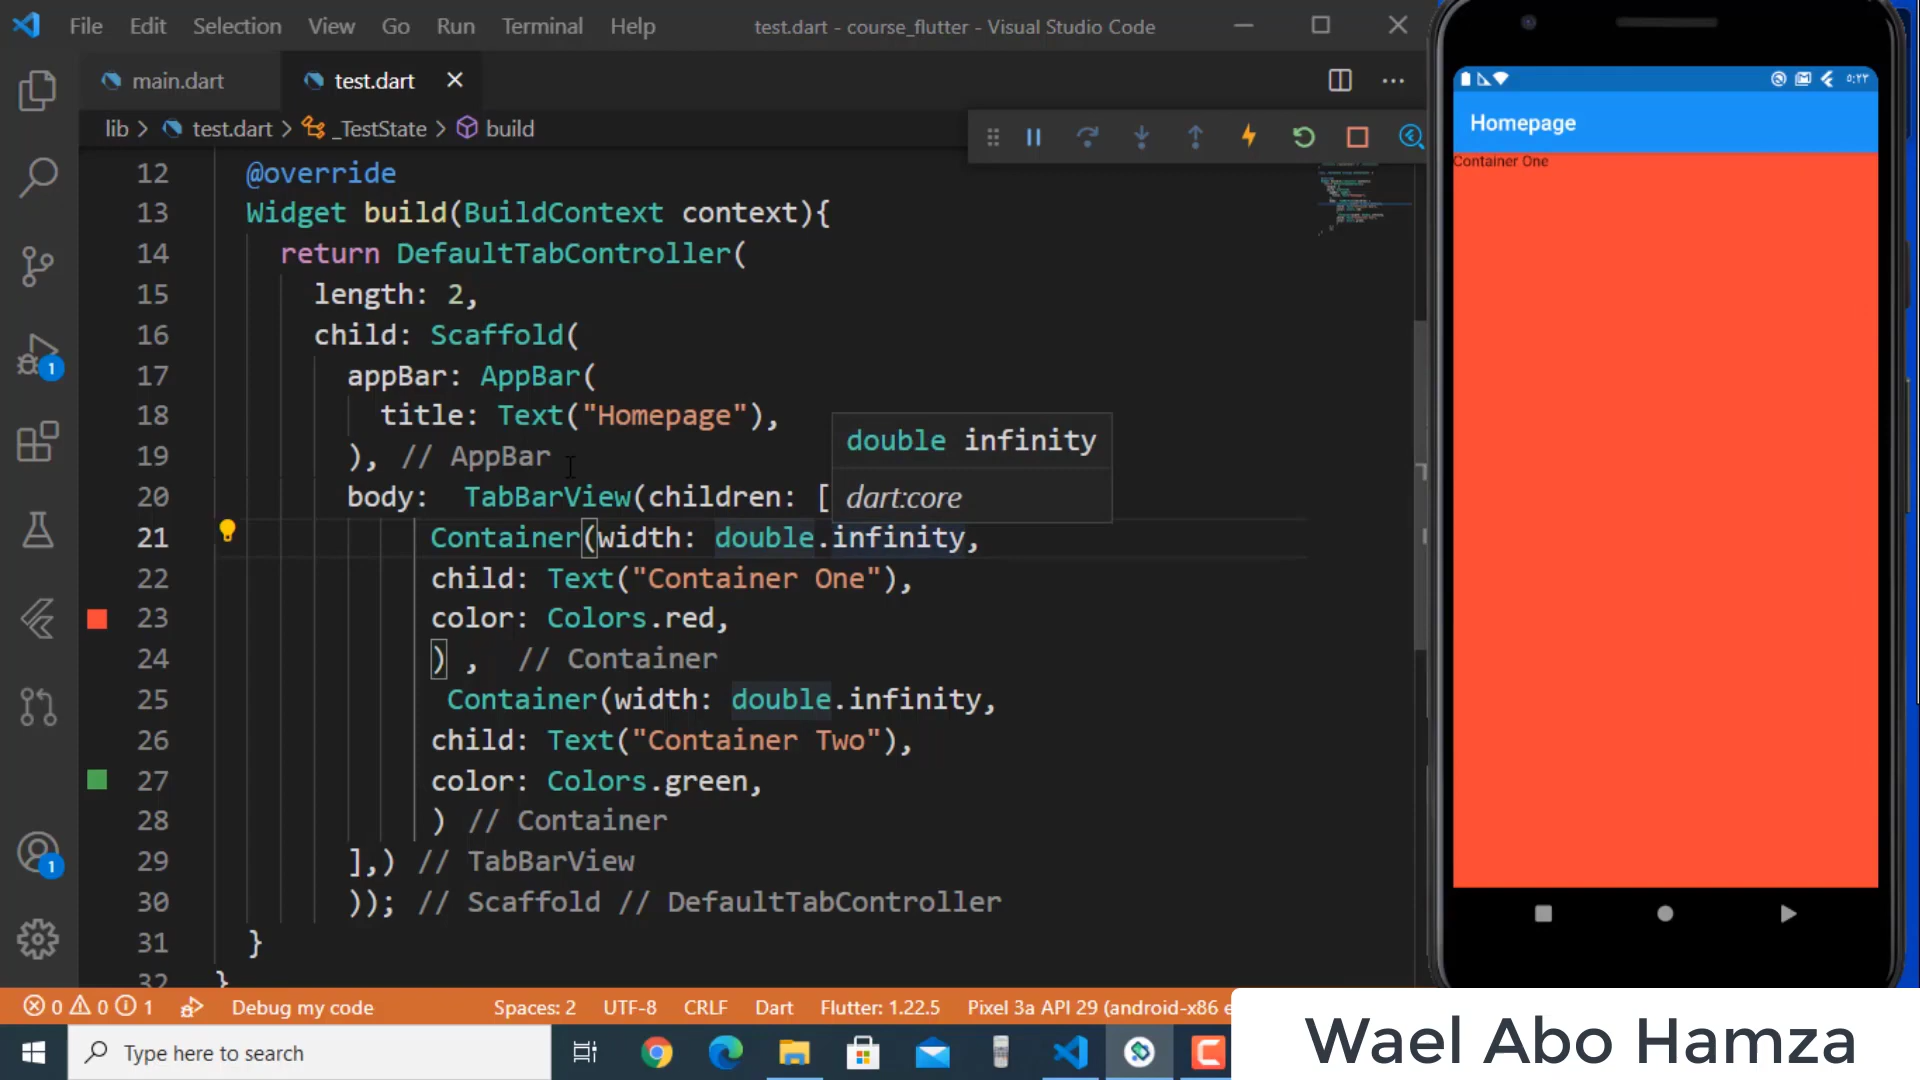 File Edit Selection View Go Run Terminal Help
test.dart - course_flutter - Visual Studio Code
main.dart
test.dart
lib > test.dart > _TestState > build
12 @override
13 Widget build(BuildContext context){
14 return DefaultTabController(
15 length: 2,
16 child: Scaffold(
17 appBar: AppBar(
18 title: Text("Homepage"),
19 ), // AppBar
double infinity
dart:core
20 body:  TabBarView(children: [
21 Container(width: double.infinity,
22 child: Text("Container One"),
23 color: Colors.red,
24 ) ,  // Container
25 Container(width: double.infinity,
26 child: Text("Container Two"),
27 color: Colors.green,
28 ) // Container
29 ],) // TabBarView
30 )); // Scaffold // DefaultTabController
31 }
32 }
1
1
0 0 1 Debug my code Spaces: 2 UTF-8 CRLF Dart Flutter: 1.22.5 Pixel 3a API 29 (android-x86 e
Type here to search
٥:٢٣
Homepage
Container One
Wael Abo Hamza